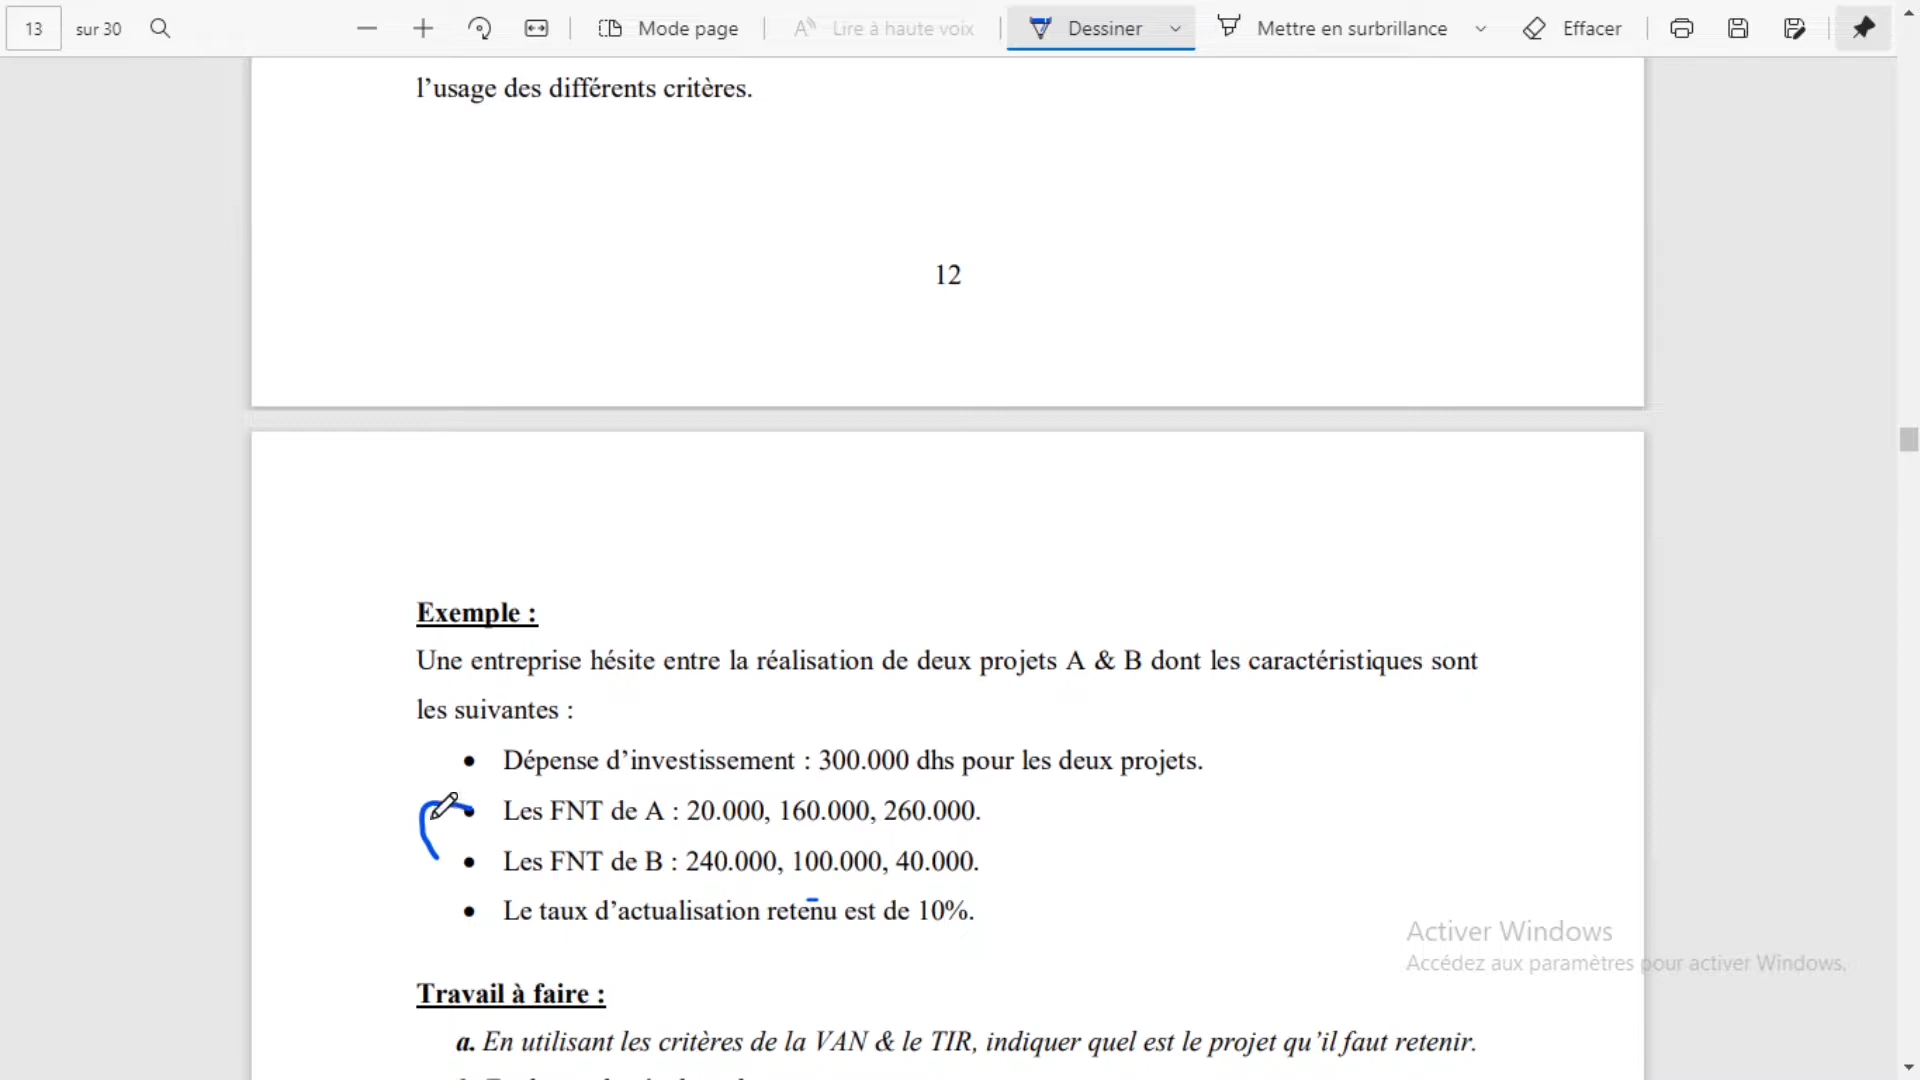 13 sur 30 Mode page Lire à haute voix Dessiner Mettre en surbrillance Effacer
l’usage des différents critères.
12
Exemple :
Une entreprise hésite entre la réalisation de deux projets A & B dont les caractéristiques sont
les suivantes :
• Dépense d’investissement : 300.000 dhs pour les deux projets.
• Les FNT de A : 20.000, 160.000, 260.000.
• Les FNT de B : 240.000, 100.000, 40.000.
• Le taux d’actualisation retenu est de 10%.
Activer Windows
Accédez aux paramètres pour activer Windows.
Travail à faire :
a. En utilisant les critères de la VAN & le TIR, indiquer quel est le projet qu’il faut retenir.